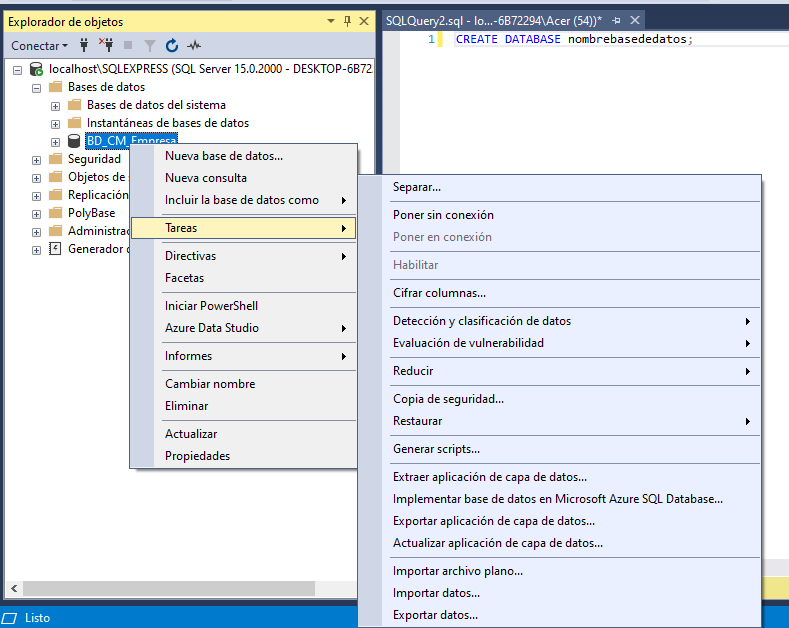 Explorador de objetos
SQLQuery2.sql - lo...-6B72294\Acer (54))*
Conectar
1 CREATE DATABASE nombrebasededatos;
localhost\SQLEXPRESS (SQL Server 15.0.2000 - DESKTOP-6B72
Bases de datos
Bases de datos del sistema
Instantáneas de bases de datos
BD_CM_Empresa
Seguridad
Objetos de
Replicación
PolyBase
Administrac
Generador
Nueva base de datos...
Nueva consulta
Incluir la base de datos como
Tareas
Directivas
Facetas
Iniciar PowerShell
Azure Data Studio
Informes
Cambiar nombre
Eliminar
Actualizar
Propiedades
Separar...
Poner sin conexión
Poner en conexión
Habilitar
Cifrar columnas...
Detección y clasificación de datos
Evaluación de vulnerabilidad
Reducir
Copia de seguridad...
Restaurar
Generar scripts...
Extraer aplicación de capa de datos...
Implementar base de datos en Microsoft Azure SQL Database...
Exportar aplicación de capa de datos...
Actualizar aplicación de capa de datos...
Importar archivo plano...
Importar datos...
Exportar datos...
Listo